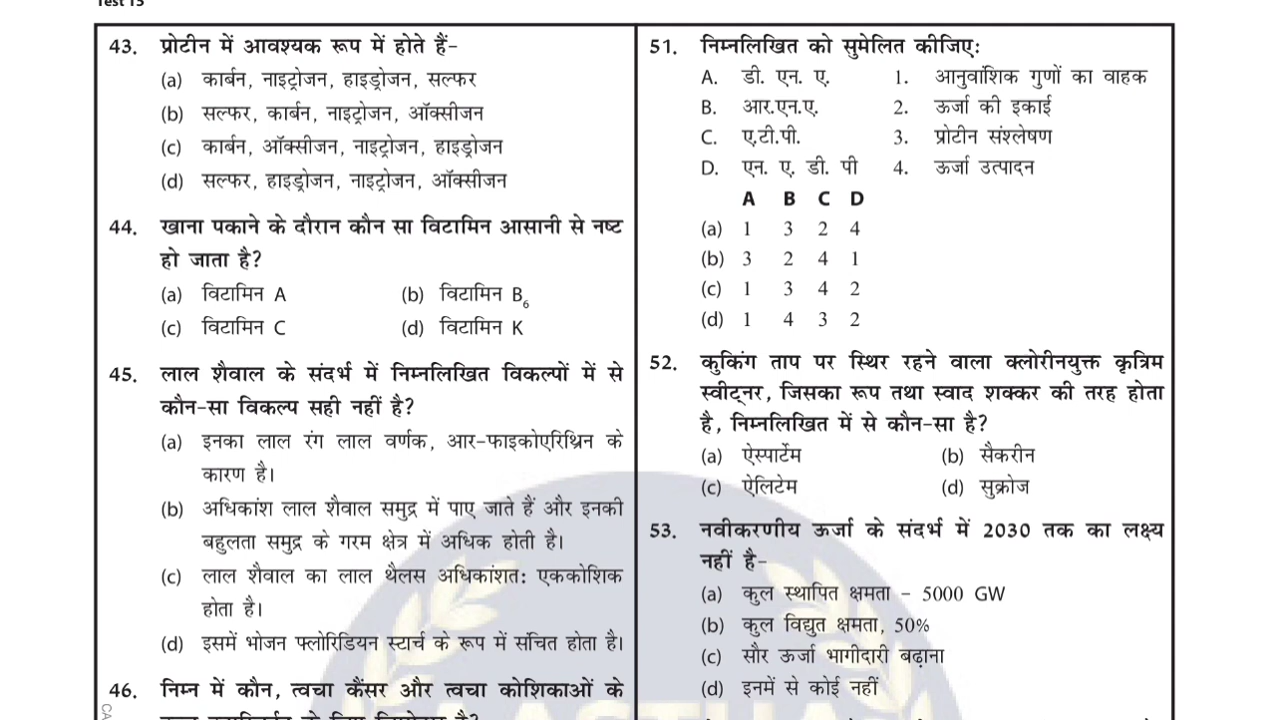 Test 15
43. प्रोटीन में आवश्यक रूप में होते हैं-
(a) कार्बन, नाइट्रोजन, हाइड्रोजन, सल्फर
(b) सल्फर, कार्बन, नाइट्रोजन, ऑक्सीजन
(c) कार्बन, ऑक्सीजन, नाइट्रोजन, हाइड्रोजन
(d) सल्फर, हाइड्रोजन, नाइट्रोजन, ऑक्सीजन
44. खाना पकाने के दौरान कौन सा विटामिन आसानी से नष्ट
हो जाता है?
(a) विटामिन A (b) विटामिन B₆
(c) विटामिन C (d) विटामिन K
45. लाल शैवाल के संदर्भ में निम्नलिखित विकल्पों में से
कौन-सा विकल्प सही नहीं है?
(a) इनका लाल रंग लाल वर्णक, आर-फाइकोएरिथ्रिन के
कारण है।
(b) अधिकांश लाल शैवाल समुद्र में पाए जाते हैं और इनकी
बहुलता समुद्र के गरम क्षेत्र में अधिक होती है।
(c) लाल शैवाल का लाल थैलस अधिकांशतः एककोशिक
होता है।
(d) इसमें भोजन फ्लोरिडियन स्टार्च के रूप में संचित होता है।
46. निम्न में कौन, त्वचा कैंसर और त्वचा कोशिकाओं के
51. निम्नलिखित को सुमेलित कीजिए:
A. डी. एन. ए. 1. आनुवांशिक गुणों का वाहक
B. आर.एन.ए. 2. ऊर्जा की इकाई
C. ए.टी.पी. 3. प्रोटीन संश्लेषण
D. एन. ए. डी. पी 4. ऊर्जा उत्पादन
A B C D
(a) 1 3 2 4
(b) 3 2 4 1
(c) 1 3 4 2
(d) 1 4 3 2
52. कुकिंग ताप पर स्थिर रहने वाला क्लोरीनयुक्त कृत्रिम
स्वीट्नर, जिसका रूप तथा स्वाद शक्कर की तरह होता
है, निम्नलिखित में से कौन-सा है?
(a) ऐस्पार्टेम (b) सैकरीन
(c) ऐलिटेम (d) सुक्रोज
53. नवीकरणीय ऊर्जा के संदर्भ में 2030 तक का लक्ष्य
नहीं है-
(a) कुल स्थापित क्षमता - 5000 GW
(b) कुल विद्युत क्षमता, 50%
(c) सौर ऊर्जा भागीदारी बढ़ाना
(d) इनमें से कोई नहीं